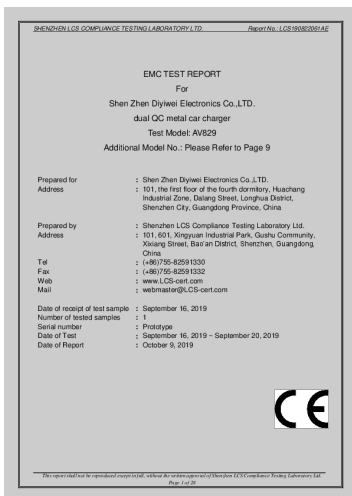 SHENZHEN LCS COMPLIANCE TESTING LABORATORY LTD. Report No.: LCS190822061AE
EMC TEST REPORT
For
Shen Zhen Diyiwei Electronics Co.,LTD.
dual QC metal car charger
Test Model: AV829
Additional Model No.: Please Refer to Page 9
Prepared for : Shen Zhen Diyiwei Electronics Co.,LTD.
Address : 101, the first floor of the fourth dormitory, Huachang
Industrial Zone, Dalang Street, Longhua District,
Shenzhen City, Guangdong Province, China
Prepared by : Shenzhen LCS Compliance Testing Laboratory Ltd.
Address : 101, 601, Xingyuan Industrial Park, Gushu Community,
Xixiang Street, Bao'an District, Shenzhen, Guangdong,
China
Tel : (+86)755-82591330
Fax : (+86)755-82591332
Web : www.LCS-cert.com
Mail : webmaster@LCS-cert.com
Date of receipt of test sample : September 16, 2019
Number of tested samples : 1
Serial number : Prototype
Date of Test : September 16, 2019 ~ September 20, 2019
Date of Report : October 9, 2019
CE
This report shall not be reproduced except in full, without the written approval of Shenzhen LCS Compliance Testing Laboratory Ltd.
Page 1 of 28